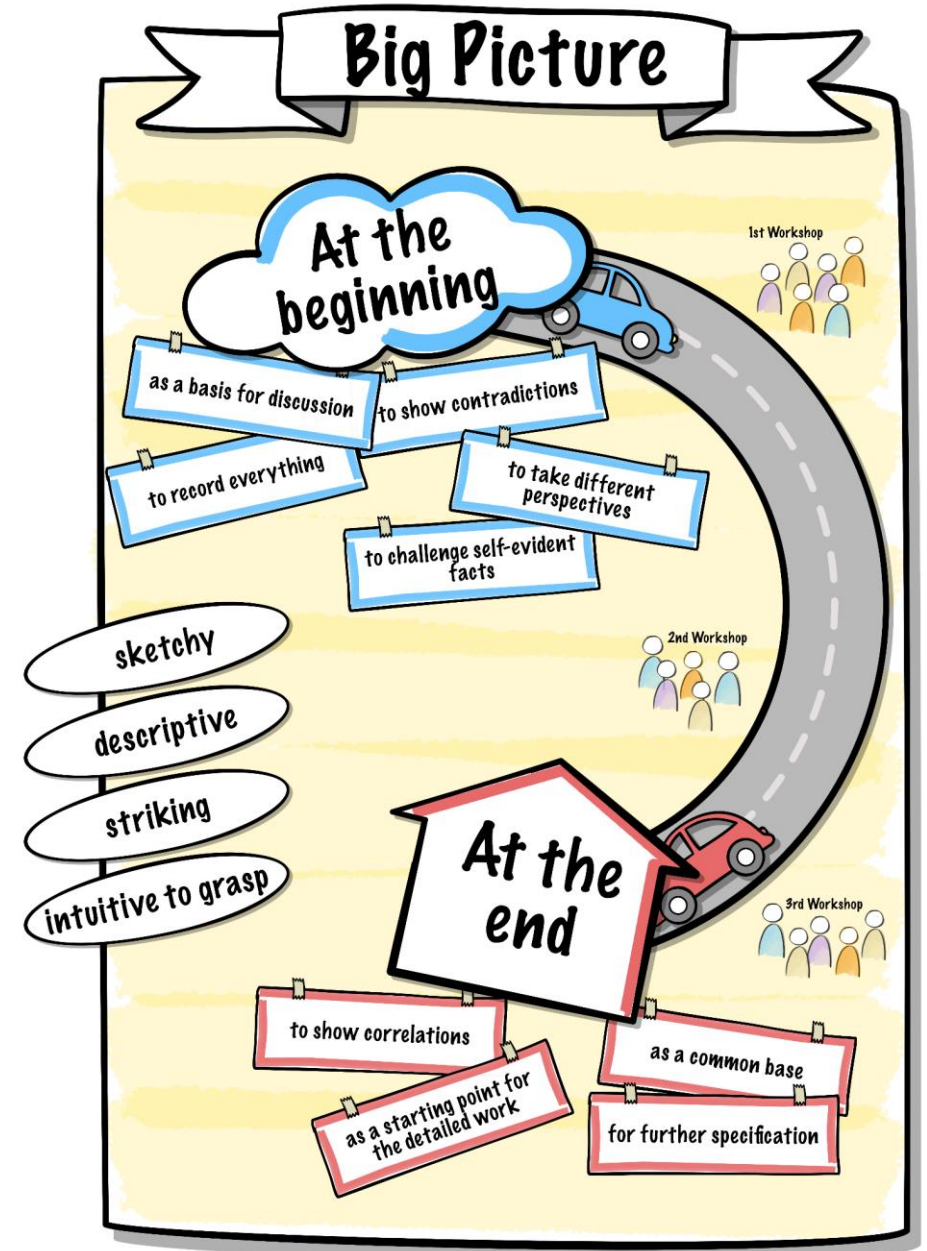 Big Picture
At the
beginning
1st Workshop
as a basis for discussion
to show contradictions
to record everything
to take different
perspectives
to challenge self-evident
facts
sketchy
descriptive
striking
intuitive to grasp
2nd Workshop
At the
end
3rd Workshop
to show correlations
as a common base
as a starting point for
the detailed work
for further specification